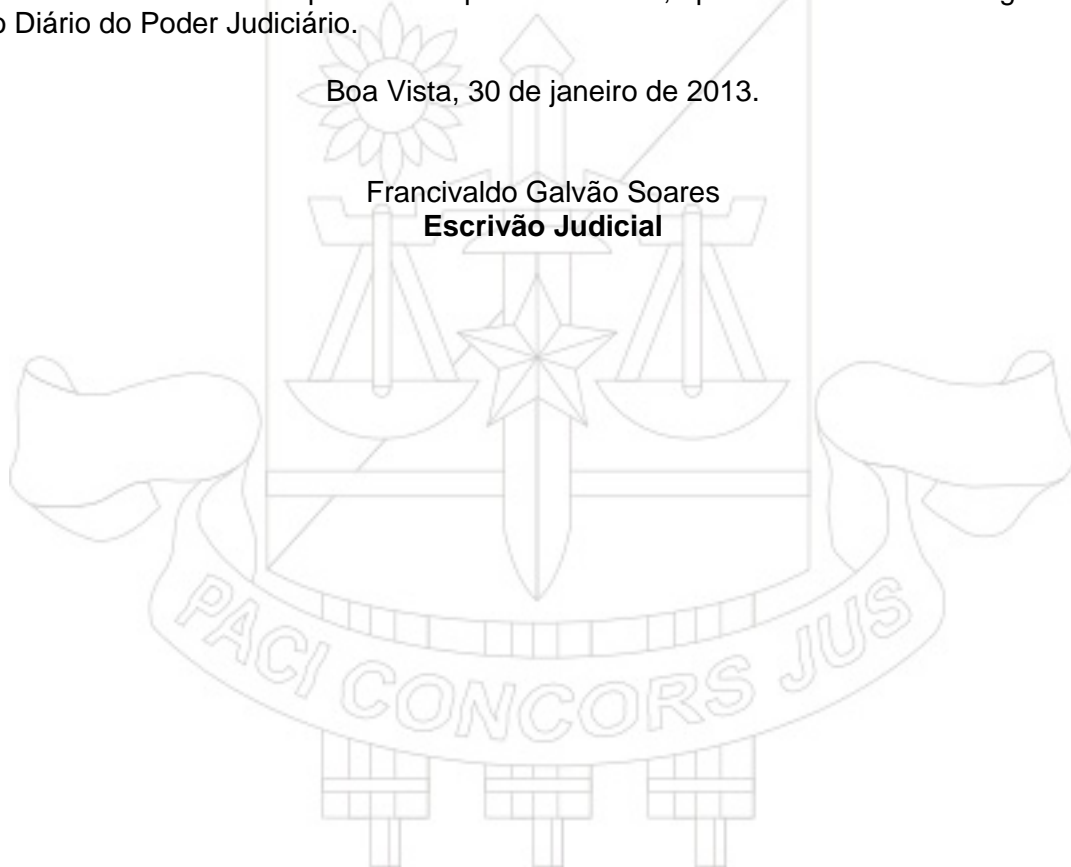 o Diário do Poder Judiciário.
Boa Vista, 30 de janeiro de 2013.
Francivaldo Galvão Soares
Escrivão Judicial
PACI CONCORS JUS